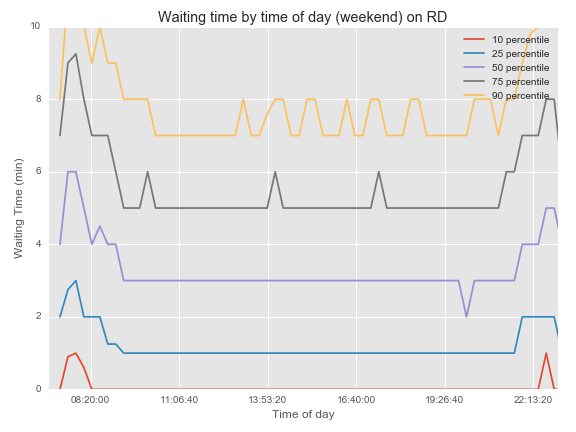 Waiting time by time of day (weekend) on RD
10 percentile
25 percentile
50 percentile
75 percentile
90 percentile
Waiting Time (min)
10
8
6
4
2
0
08:20:00 11:06:40 13:53:20 16:40:00 19:26:40 22:13:20
Time of day